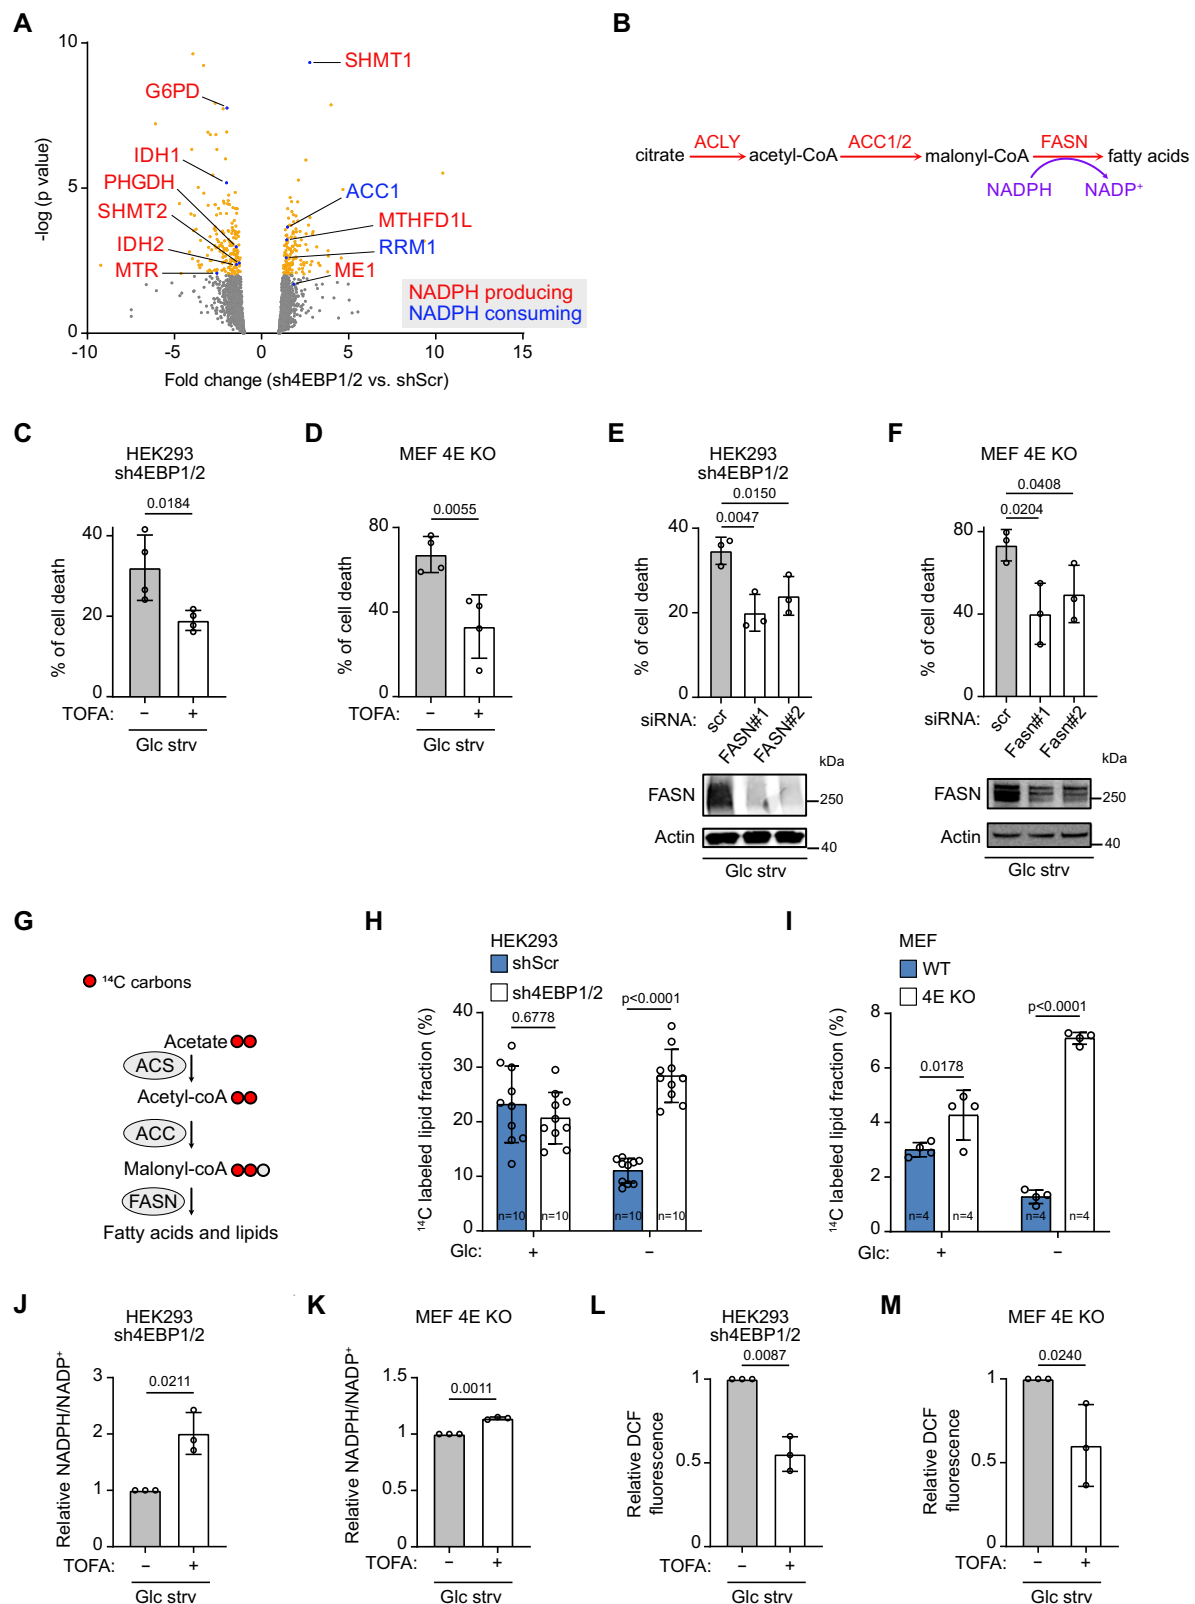 A
10
5
0
-log (p value)
-10
-5
0
5
10
15
Fold change (sh4EBP1/2 vs. shScr)
SHMT1
G6PD
IDH1
PHGDH
SHMT2
IDH2
MTR
ACC1
MTHFD1L
RRM1
ME1
NADPH producing
NADPH consuming
B
citrate
ACLY
acetyl-CoA
ACC1/2
malonyl-CoA
FASN
fatty acids
NADPH
NADP⁺
C
HEK293
sh4EBP1/2
0.0184
40
20
0
% of cell death
TOFA: – +
Glc strv
D
MEF 4E KO
0.0055
80
40
0
% of cell death
TOFA: – +
Glc strv
E
HEK293
sh4EBP1/2
0.0150
0.0047
40
20
0
% of cell death
siRNA: scr FASN#1 FASN#2
kDa
FASN
250
Actin
40
Glc strv
F
MEF 4E KO
0.0408
0.0204
80
40
0
% of cell death
siRNA: scr Fasn#1 Fasn#2
kDa
FASN
250
Actin
40
Glc strv
G
¹⁴C carbons
Acetate
ACS
Acetyl-coA
ACC
Malonyl-coA
FASN
Fatty acids and lipids
H
HEK293
shScr
sh4EBP1/2
0.6778
p<0.0001
40
30
20
10
0
¹⁴C labeled lipid fraction (%)
n=10 n=10 n=10 n=10
Glc: + –
I
MEF
WT
4E KO
p<0.0001
0.0178
8
6
4
2
0
¹⁴C labeled lipid fraction (%)
n=4 n=4 n=4 n=4
Glc: + –
J
HEK293
sh4EBP1/2
0.0211
3
2
1
0
Relative NADPH/NADP⁺
TOFA: – +
Glc strv
K
MEF 4E KO
0.0011
1.5
1
0.5
0
Relative NADPH/NADP⁺
TOFA: – +
Glc strv
L
HEK293
sh4EBP1/2
0.0087
1
0.5
0
Relative DCF
fluorescence
TOFA: – +
Glc strv
M
MEF 4E KO
0.0240
1
0.5
0
Relative DCF
fluorescence
TOFA: – +
Glc strv